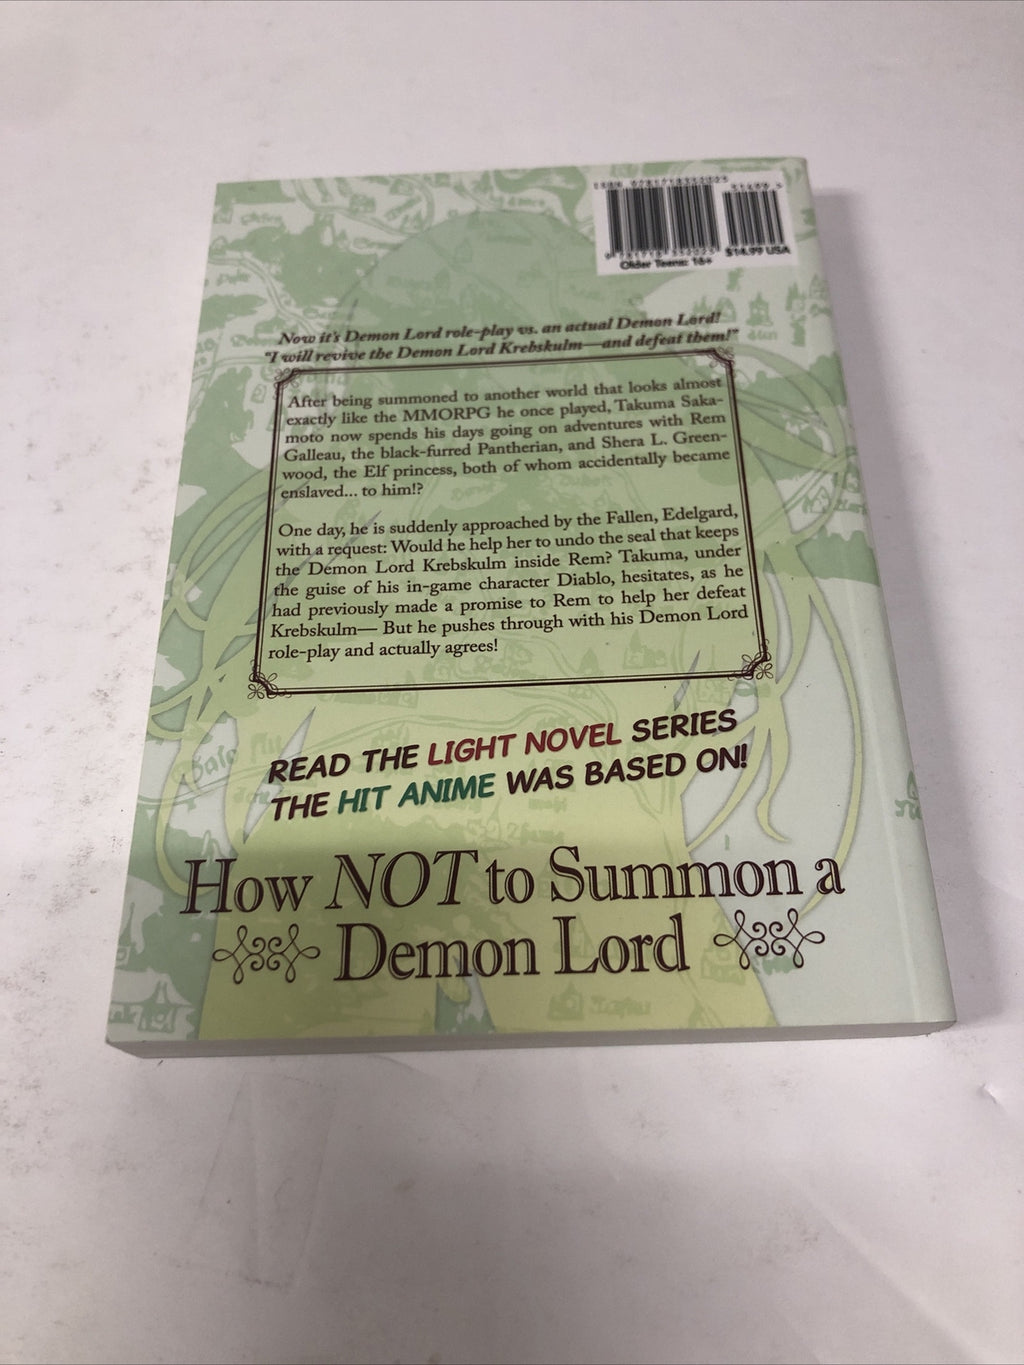 ISBN 9781718352025
51499 >
9 781718 352025
$14.99 USA
Older Teens: 16+
Now it's Demon Lord role-play vs. an actual Demon Lord!
"I will revive the Demon Lord Krebskulm—and defeat them!"
After being summoned to another world that looks almost
exactly like the MMORPG he once played, Takuma Saka-
moto now spends his days going on adventures with Rem
Galleau, the black-furred Pantherian, and Shera L. Green-
wood, the Elf princess, both of whom accidentally became
enslaved... to him!?
One day, he is suddenly approached by the Fallen, Edelgard,
with a request: Would he help her to undo the seal that keeps
the Demon Lord Krebskulm inside Rem? Takuma, under
the guise of his in-game character Diablo, hesitates, as he
had previously made a promise to Rem to help her defeat
Krebskulm— But he pushes through with his Demon Lord
role-play and actually agrees!
READ THE LIGHT NOVEL SERIES
THE HIT ANIME WAS BASED ON!
How NOT to Summon a
Demon Lord